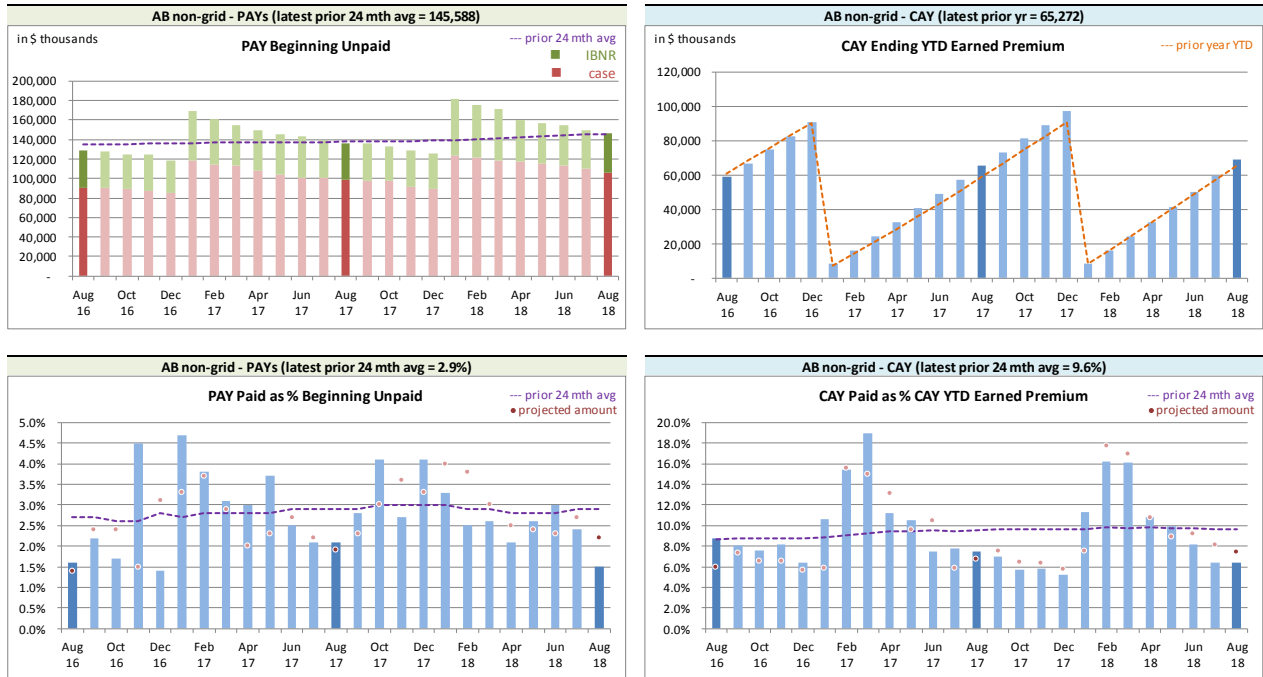 AB non-grid - PAYs (latest prior 24 mth avg = 145,588)
in $ thousands
PAY Beginning Unpaid
--- prior 24 mth avg
IBNR
case
200,000
180,000
160,000
140,000
120,000
100,000
80,000
60,000
40,000
20,000
-
Aug Oct Dec Feb Apr Jun Aug Oct Dec Feb Apr Jun Aug
16 16 16 17 17 17 17 17 17 18 18 18 18
AB non-grid - CAY (latest prior yr = 65,272)
in $ thousands
CAY Ending YTD Earned Premium
--- prior year YTD
120,000
100,000
80,000
60,000
40,000
20,000
-
Aug Oct Dec Feb Apr Jun Aug Oct Dec Feb Apr Jun Aug
16 16 16 17 17 17 17 17 17 18 18 18 18
AB non-grid - PAYs (latest prior 24 mth avg = 2.9%)
PAY Paid as % Beginning Unpaid
--- prior 24 mth avg
projected amount
5.0%
4.5%
4.0%
3.5%
3.0%
2.5%
2.0%
1.5%
1.0%
0.5%
0.0%
Aug Oct Dec Feb Apr Jun Aug Oct Dec Feb Apr Jun Aug
16 16 16 17 17 17 17 17 17 18 18 18 18
AB non-grid - CAY (latest prior 24 mth avg = 9.6%)
CAY Paid as % CAY YTD Earned Premium
--- prior 24 mth avg
projected amount
20.0%
18.0%
16.0%
14.0%
12.0%
10.0%
8.0%
6.0%
4.0%
2.0%
0.0%
Aug Oct Dec Feb Apr Jun Aug Oct Dec Feb Apr Jun Aug
16 16 16 17 17 17 17 17 17 18 18 18 18